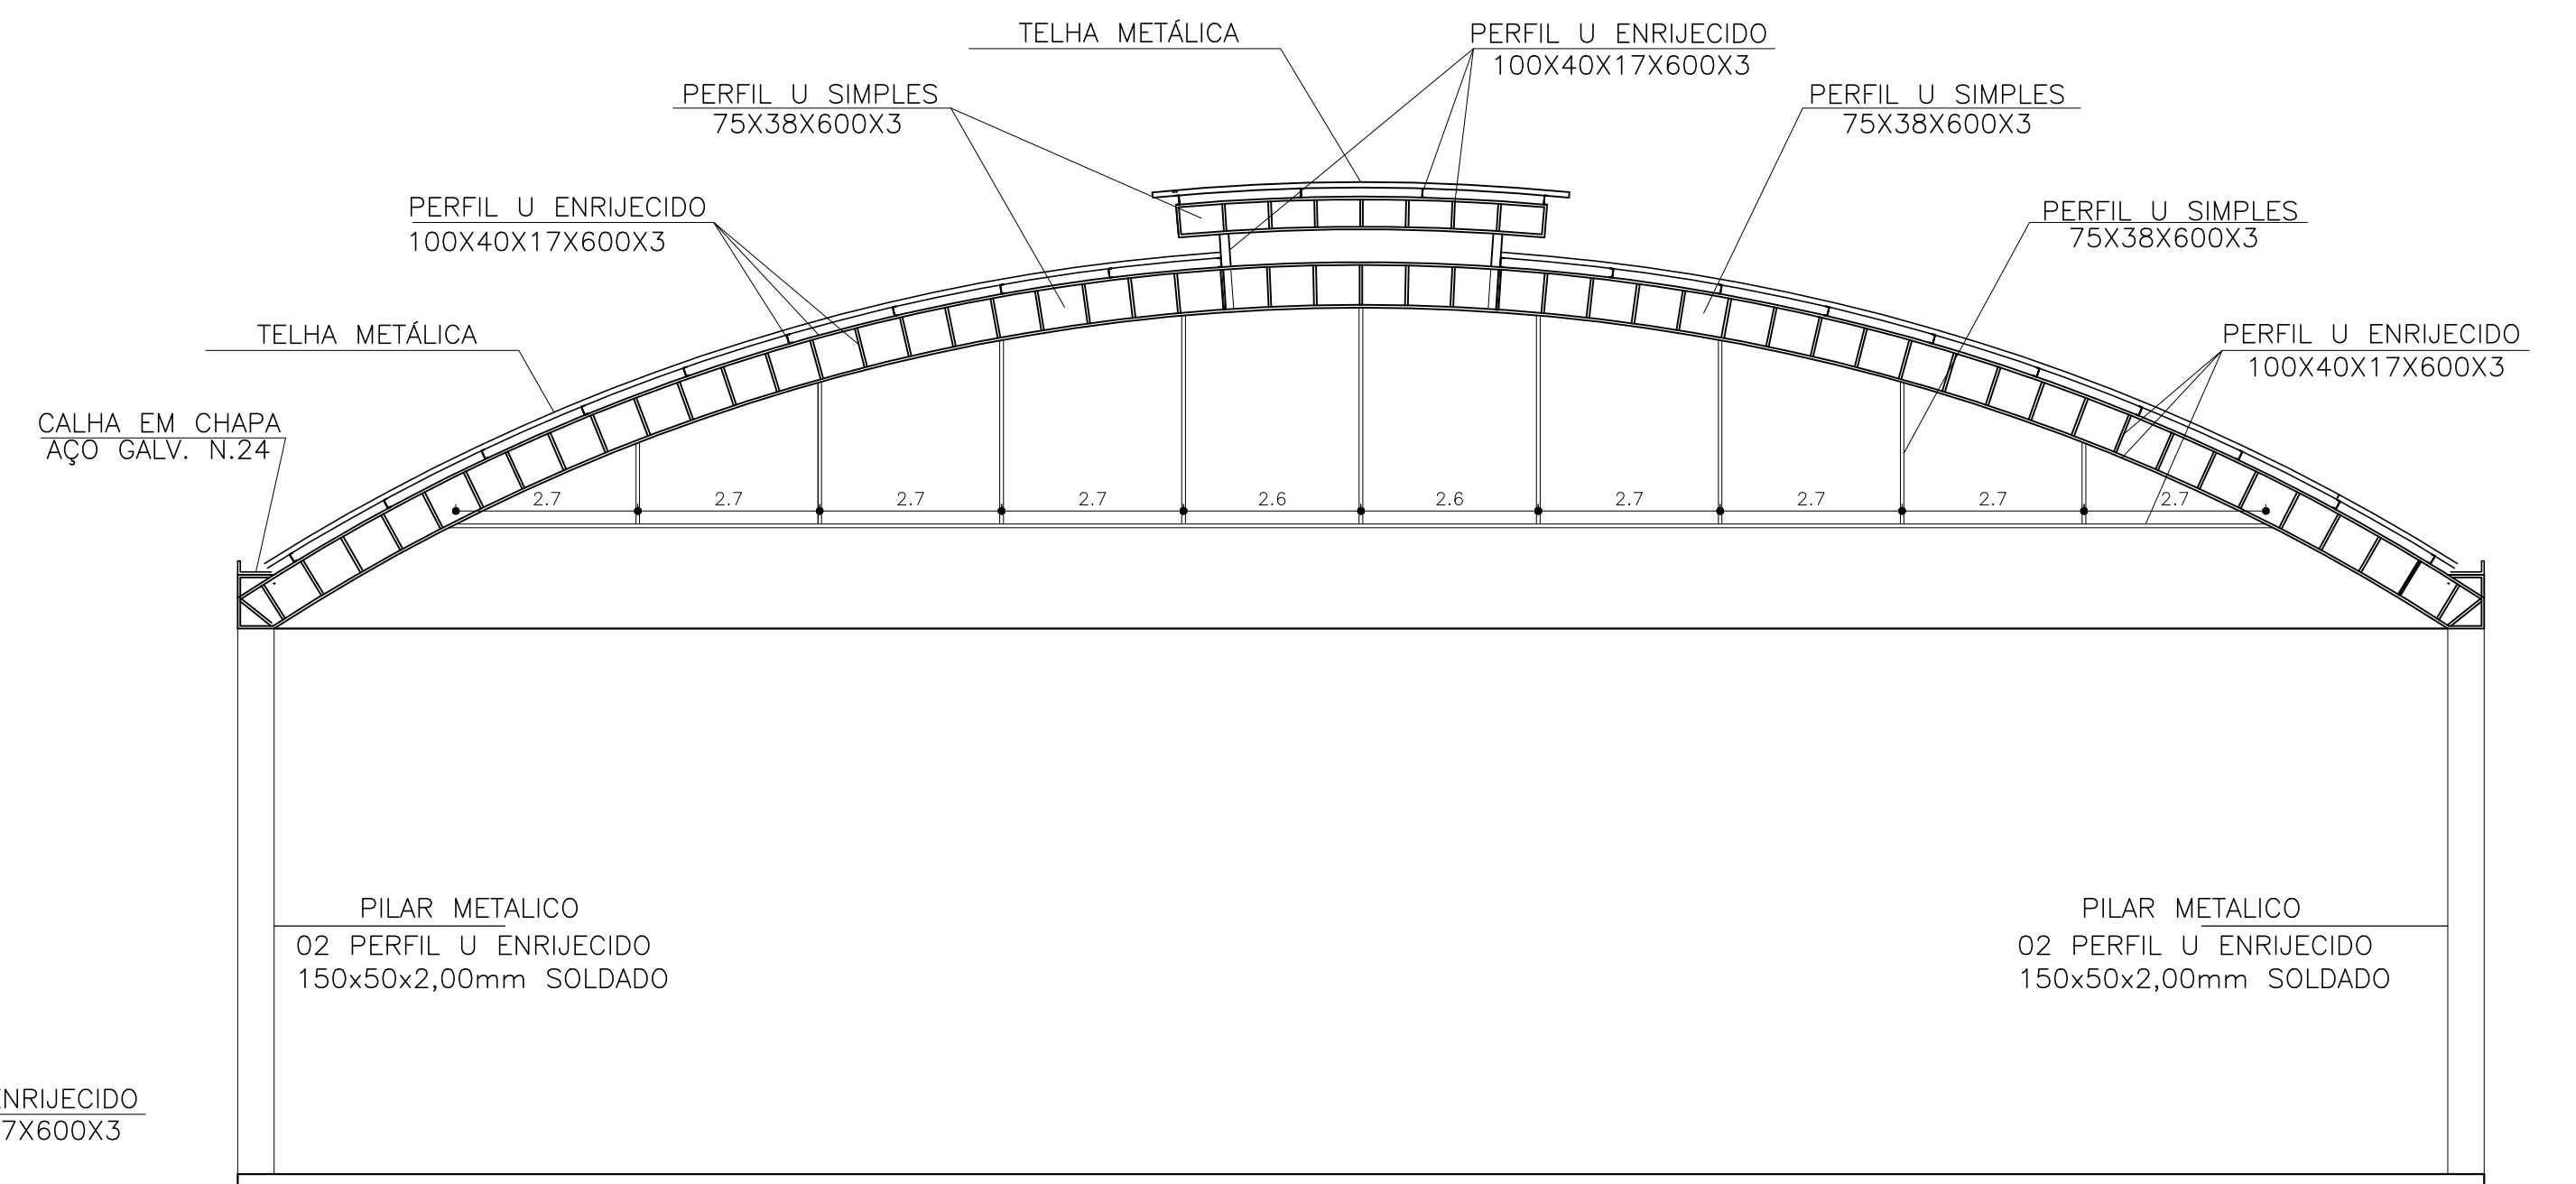 TELHA METÁLICA
PERFIL U ENRIJECIDO
100X40X17X600X3
PERFIL U SIMPLES
75X38X600X3
PERFIL U SIMPLES
75X38X600X3
PERFIL U ENRIJECIDO
100X40X17X600X3
PERFIL U SIMPLES
75X38X600X3
TELHA METÁLICA
PERFIL U ENRIJECIDO
100X40X17X600X3
CALHA EM CHAPA
AÇO GALV. N.24
2.7 2.7 2.7 2.7 2.6 2.6 2.7 2.7 2.7 2.7
PILAR METALICO
02 PERFIL U ENRIJECIDO
150x50x2,00mm SOLDADO
PILAR METALICO
02 PERFIL U ENRIJECIDO
150x50x2,00mm SOLDADO
ENRIJECIDO
7X600X3